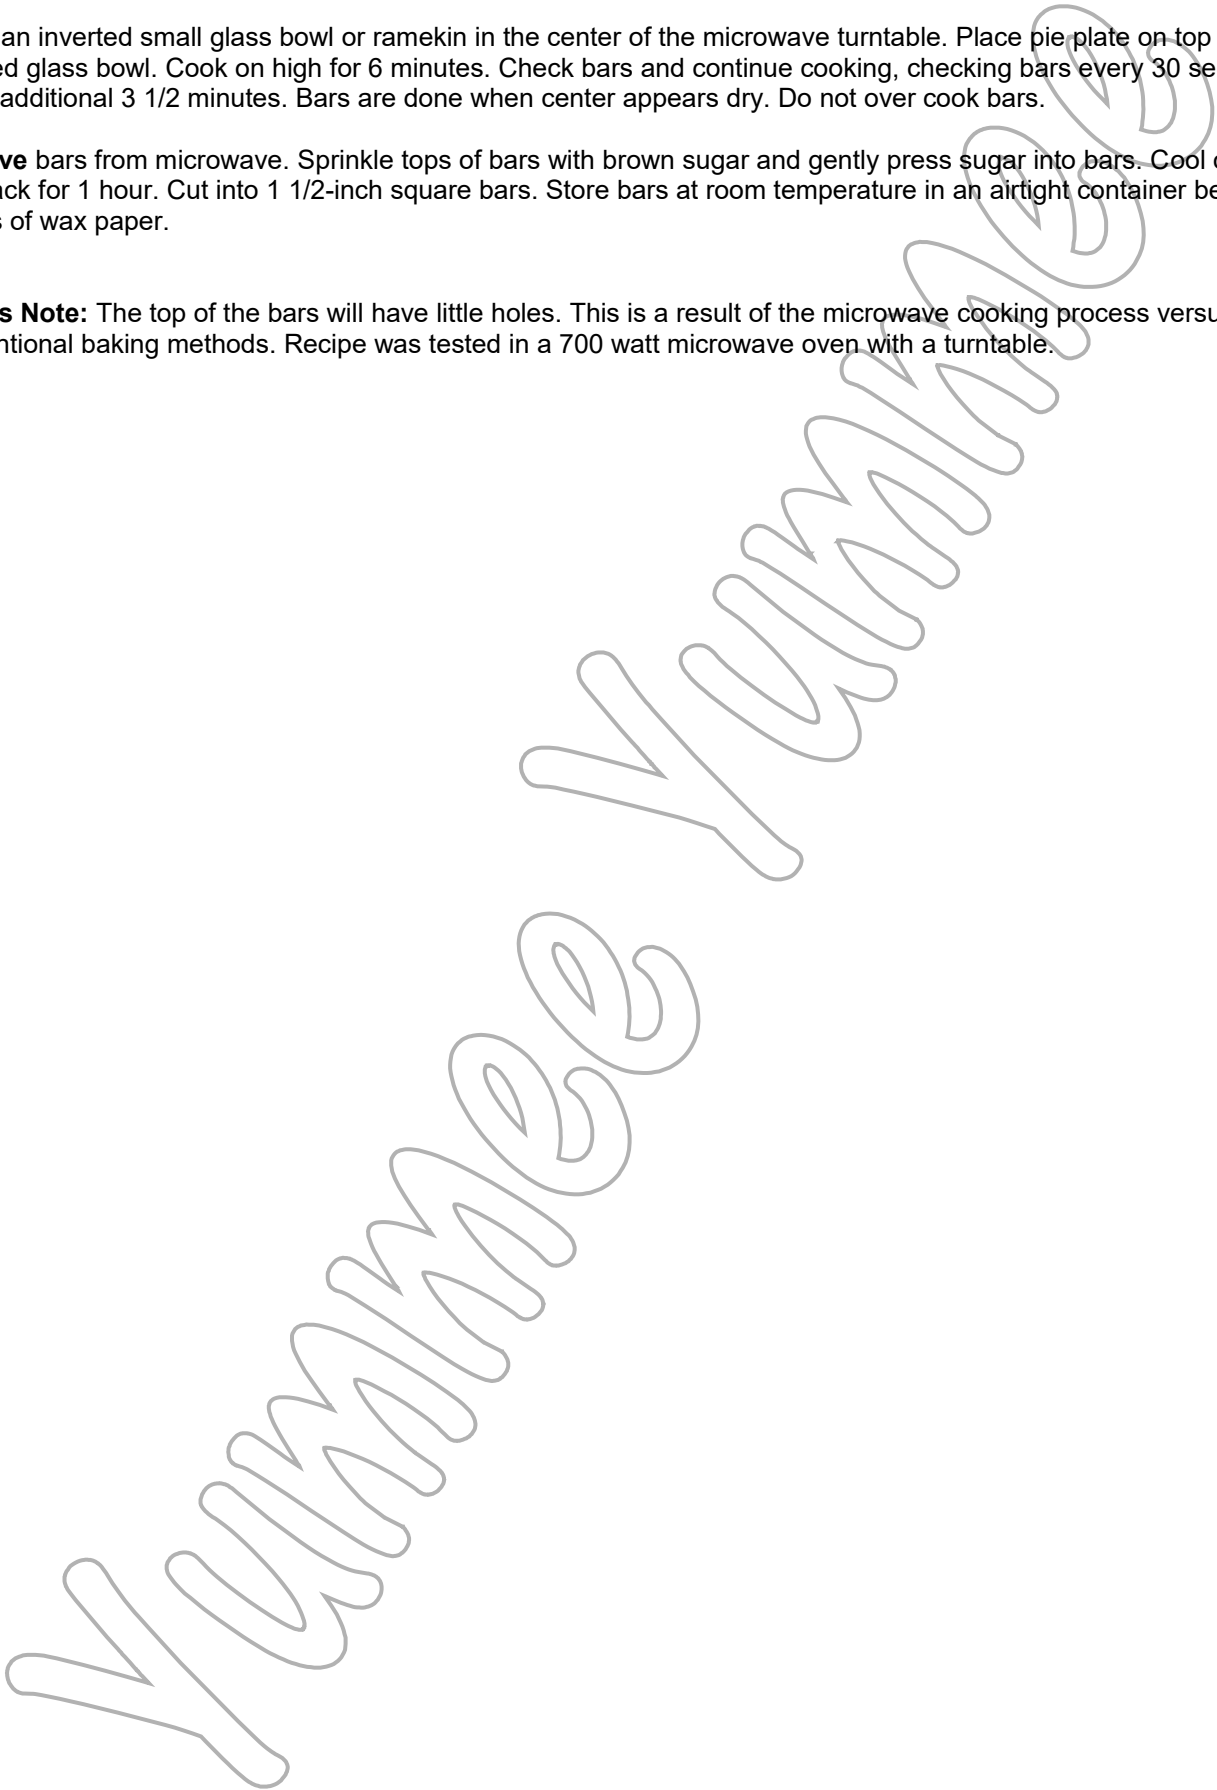 an inverted small glass bowl or ramekin in the center of the microwave turntable. Place pie plate on top
ed glass bowl. Cook on high for 6 minutes. Check bars and continue cooking, checking bars every 30 se
additional 3 1/2 minutes. Bars are done when center appears dry. Do not over cook bars.
ve bars from microwave. Sprinkle tops of bars with brown sugar and gently press sugar into bars. Cool
ack for 1 hour. Cut into 1 1/2-inch square bars. Store bars at room temperature in an airtight container be
s of wax paper.
s Note: The top of the bars will have little holes. This is a result of the microwave cooking process versu
ntional baking methods. Recipe was tested in a 700 watt microwave oven with a turntable.
Yummee Yummee